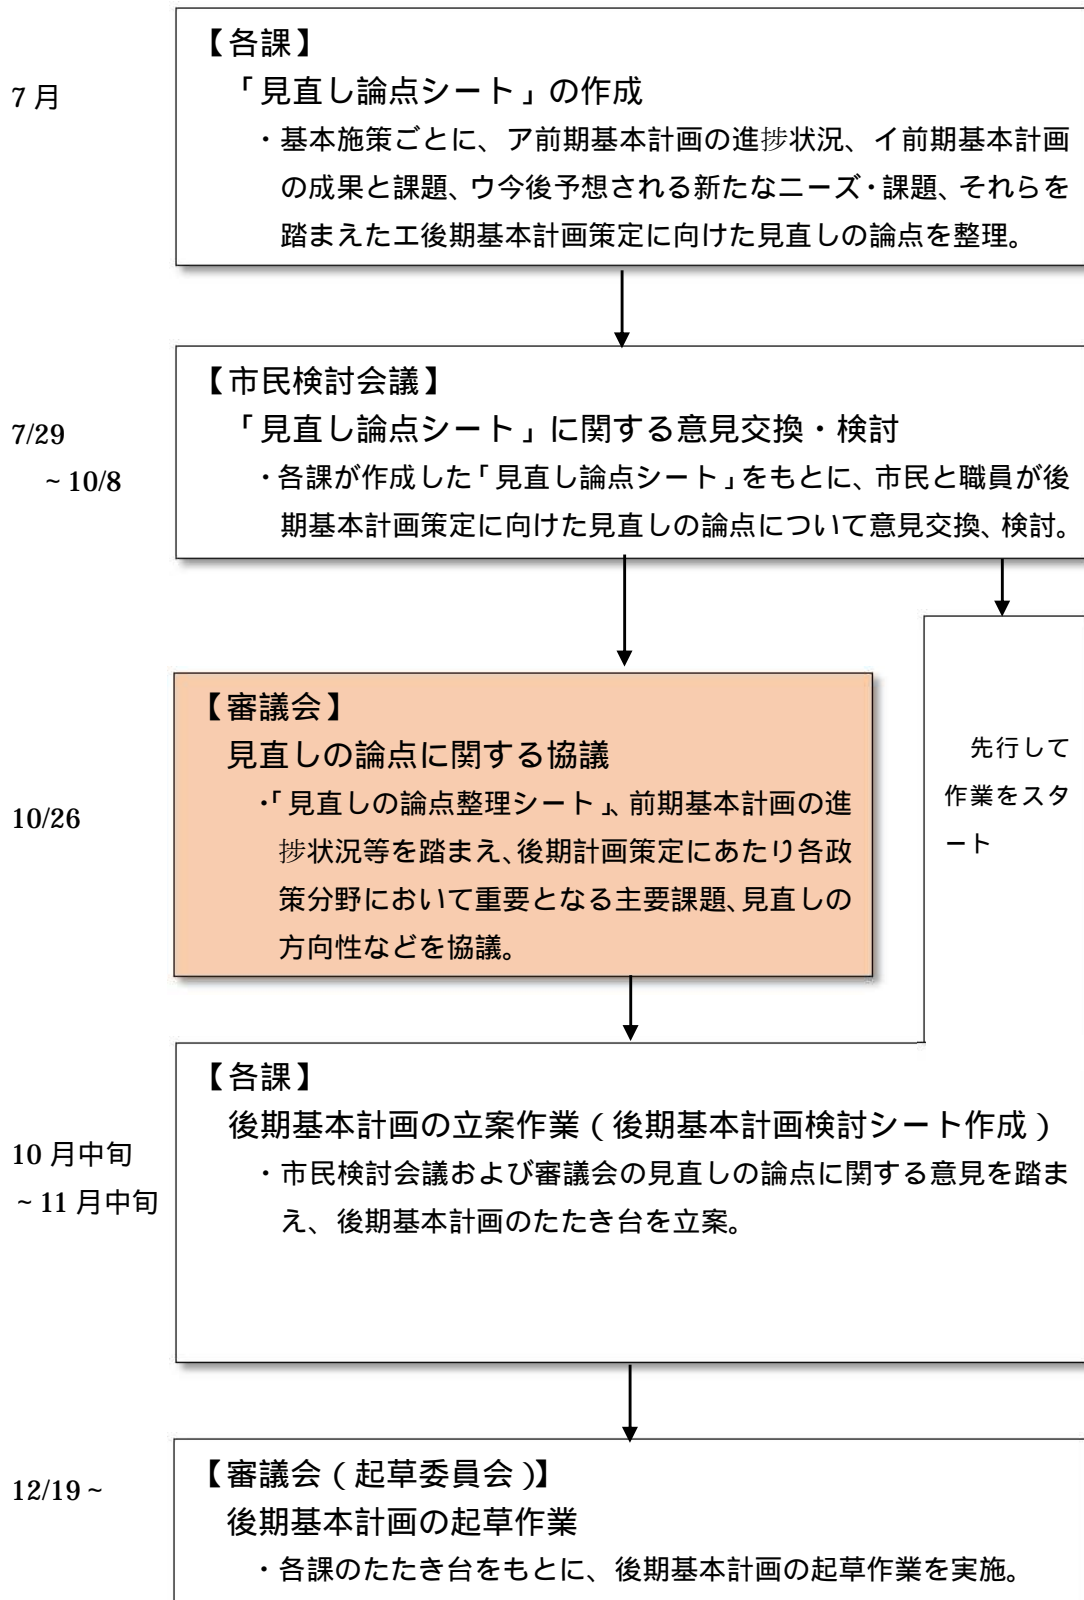 7 月
【各課】
「見直し論点シート」の作成
・基本施策ごとに、ア前期基本計画の進捗状況、イ前期基本計画
の成果と課題、ウ今後予想される新たなニーズ・課題、それらを
踏まえたエ後期基本計画策定に向けた見直しの論点を整理。
7/29
~ 10/8
【市民検討会議】
「見直し論点シート」に関する意見交換・検討
・各課が作成した「見直し論点シート」をもとに、市民と職員が後
期基本計画策定に向けた見直しの論点について意見交換、検討。
10/26
【審議会】
見直しの論点に関する協議
・「見直しの論点整理シート」、前期基本計画の進
捗状況等を踏まえ、後期計画策定にあたり各政
策分野において重要となる主要課題、見直しの
方向性などを協議。
先行して
作業をスタ
ート
10 月中旬
~ 11 月中旬
【各課】
後期基本計画の立案作業(後期基本計画検討シート作成)
・市民検討会議および審議会の見直しの論点に関する意見を踏ま
え、後期基本計画のたたき台を立案。
12/19 ~
【審議会(起草委員会)】
後期基本計画の起草作業
・各課のたたき台をもとに、後期基本計画の起草作業を実施。